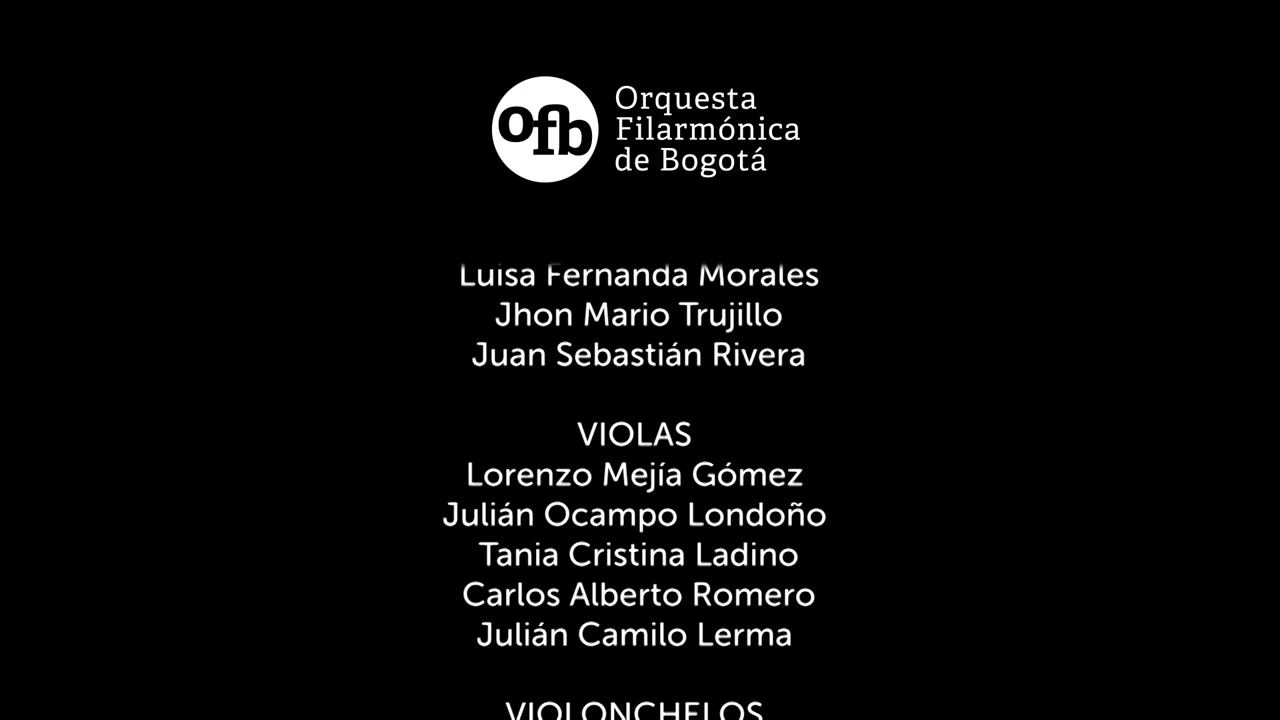 ofb
Orquesta
Filarmónica
de Bogotá
Luisa Fernanda Morales
Jhon Mario Trujillo
Juan Sebastián Rivera
VIOLAS
Lorenzo Mejía Gómez
Julián Ocampo Londoño
Tania Cristina Ladino
Carlos Alberto Romero
Julián Camilo Lerma
VIOLONCHELOS